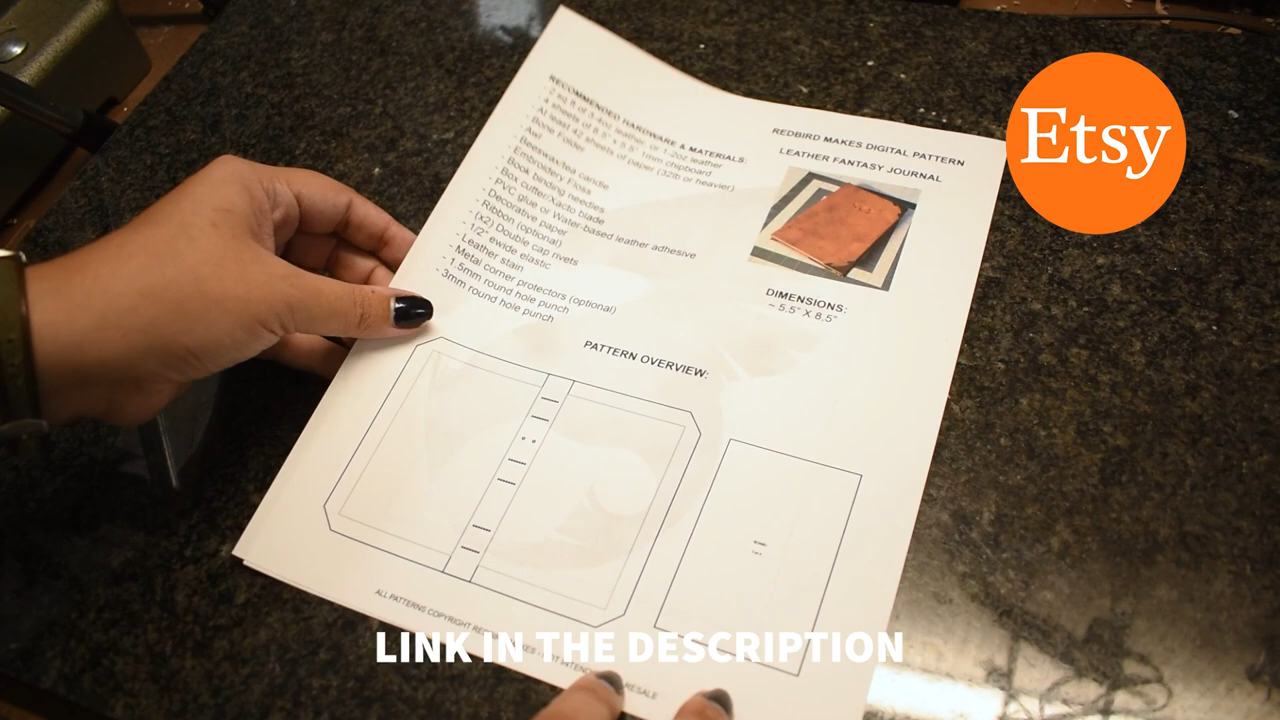 RECOMMENDED HARDWARE & MATERIALS:
- 2 sq ft of 3-4oz leather, or 1-2oz leather
- 4 sheets of 8.5" x 5.5" 1mm chipboard
- At least 42 sheets of paper (32lb or heavier)
- Bone Folder
- Awl
- Beeswax/tea candle
- Embroidery Floss
- Book binding needles
- Box cutter/Xacto blade
- PVC glue or Water-based leather adhesive
- Decorative paper
- Ribbon (optional)
- (x2) Double cap rivets
- 1/2" ewide elastic
- Leather stain
- Metal corner protectors (optional)
- 1.5mm round hole punch
- 3mm round hole punch
REDBIRD MAKES DIGITAL PATTERN
LEATHER FANTASY JOURNAL
DIMENSIONS:
~ 5.5" X 8.5"
Etsy
PATTERN OVERVIEW:
ALL PATTERNS COPYRIGHT
LINK IN THE DESCRIPTION